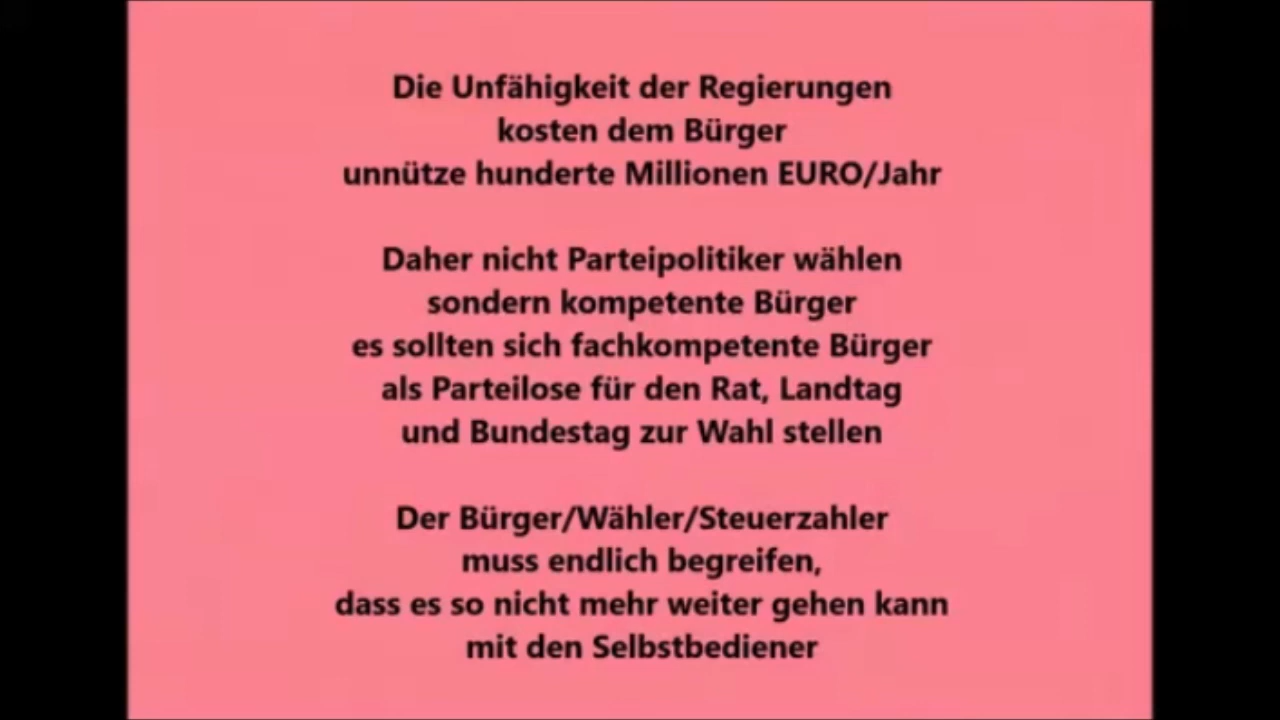 Die Unfähigkeit der Regierungen
kosten dem Bürger
unnütze hunderte Millionen EURO/Jahr
Daher nicht Parteipolitiker wählen
sondern kompetente Bürger
es sollten sich fachkompetente Bürger
als Parteilose für den Rat, Landtag
und Bundestag zur Wahl stellen
Der Bürger/Wähler/Steuerzahler
muss endlich begreifen,
dass es so nicht mehr weiter gehen kann
mit den Selbstbediener